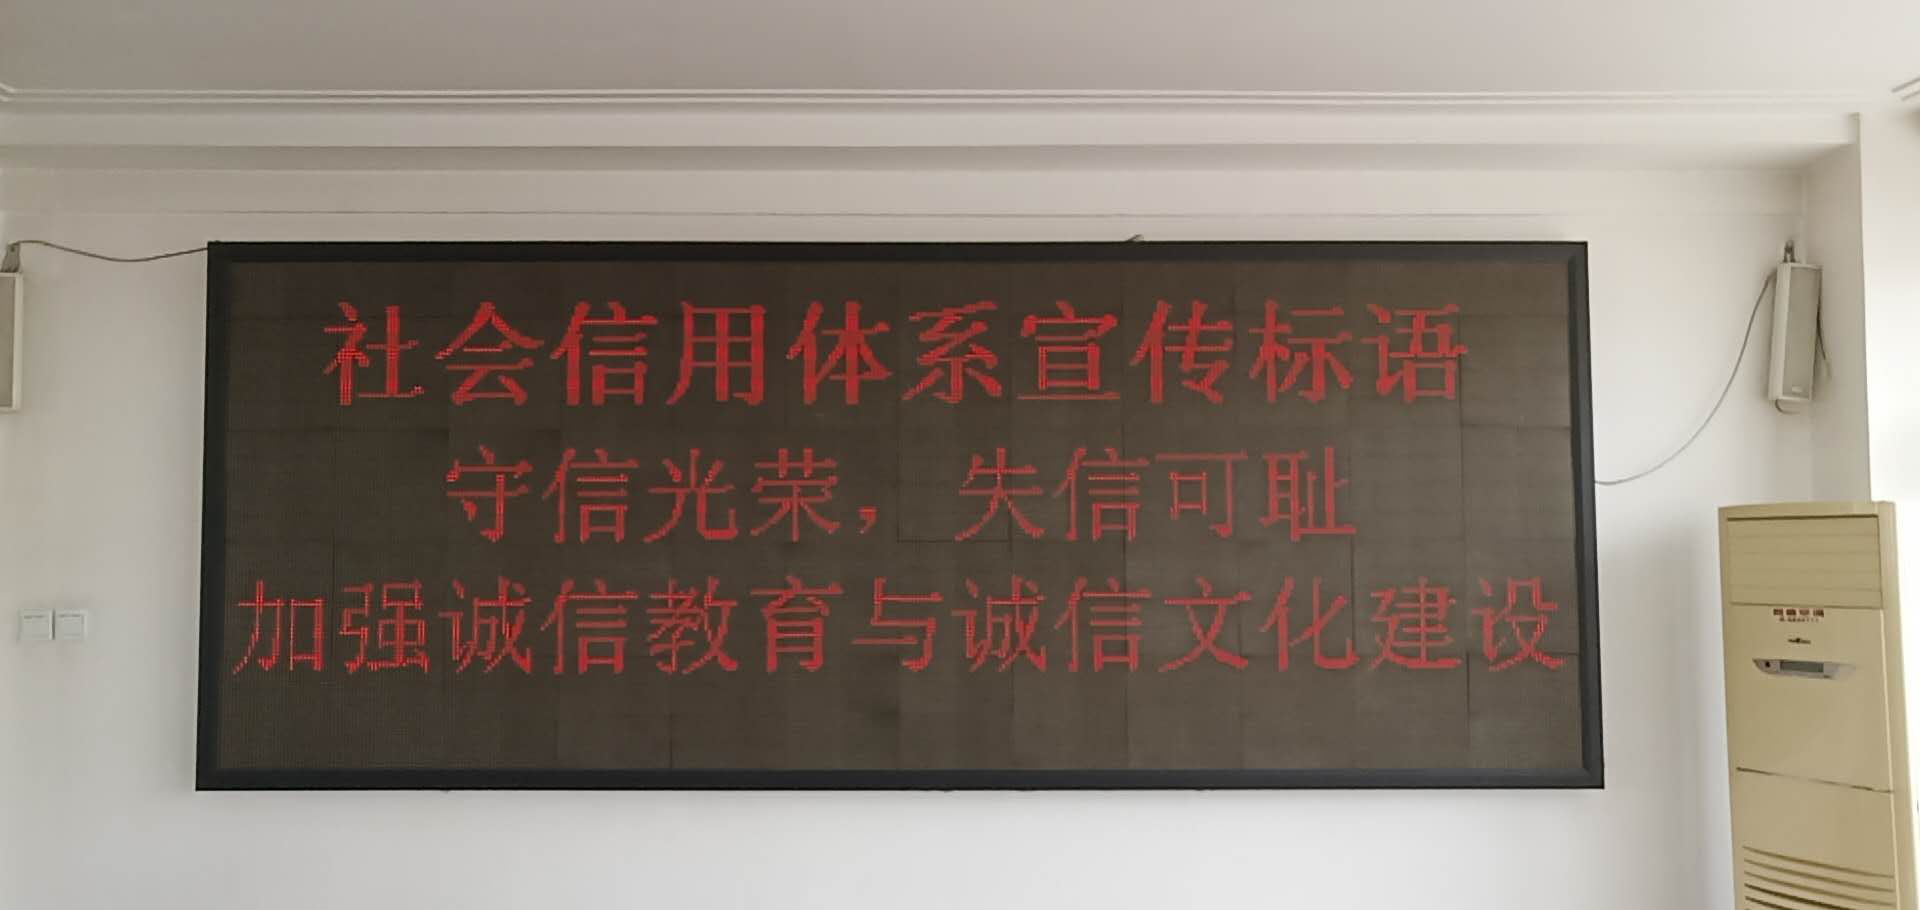 社会信用体系宣传标语
守信光荣，失信可耻
加强诚信教育与诚信文化建设